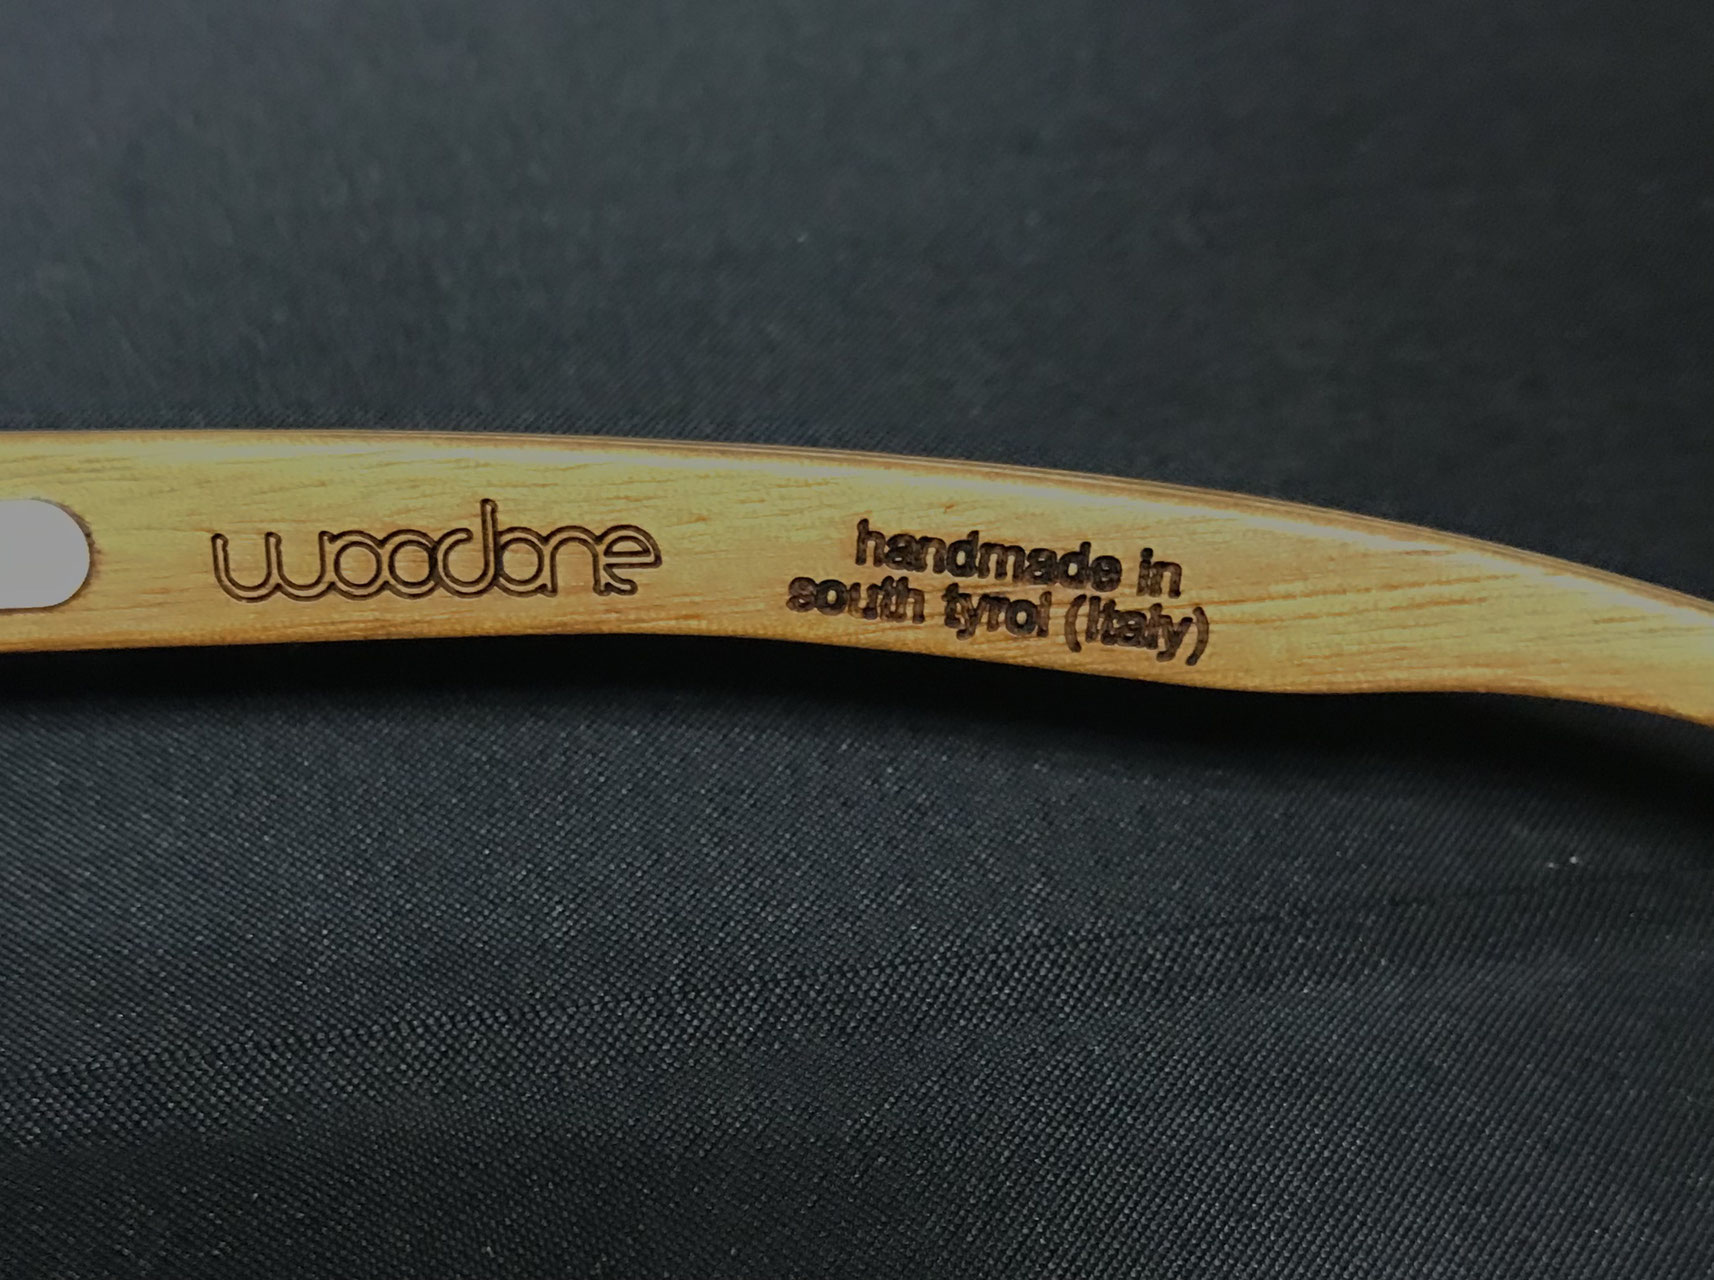 woodone
handmade in
south tyrol (Italy)